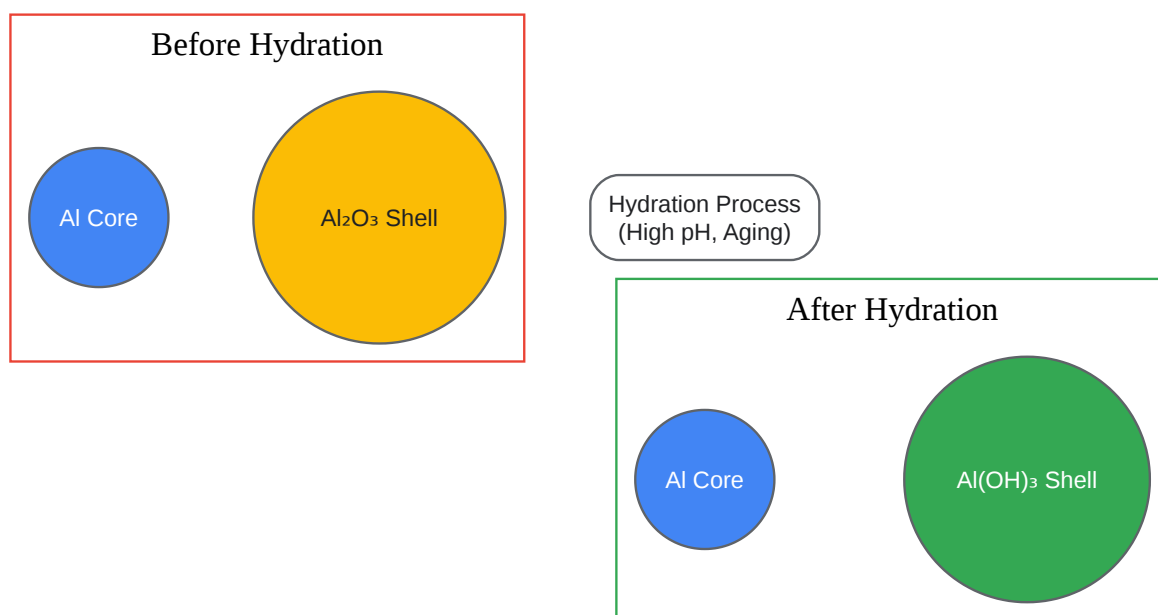 Before Hydration
Al Core
Al₂O₃ Shell
Hydration Process
(High pH, Aging)
After Hydration
Al Core
Al(OH)₃ Shell